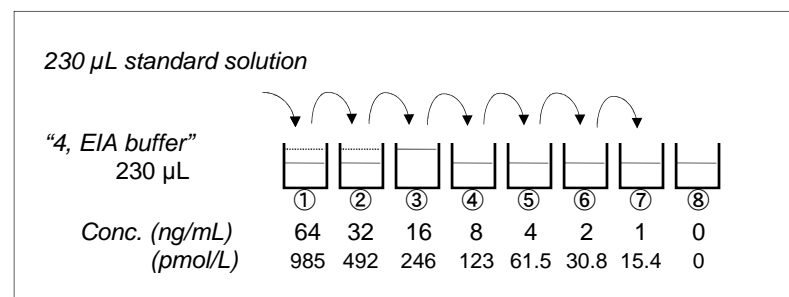 230 µL standard solution
“4, EIA buffer”
230 µL
① ② ③ ④ ⑤ ⑥ ⑦ ⑧
Conc. (ng/mL) 64 32 16 8 4 2 1 0
(pmol/L) 985 492 246 123 61.5 30.8 15.4 0